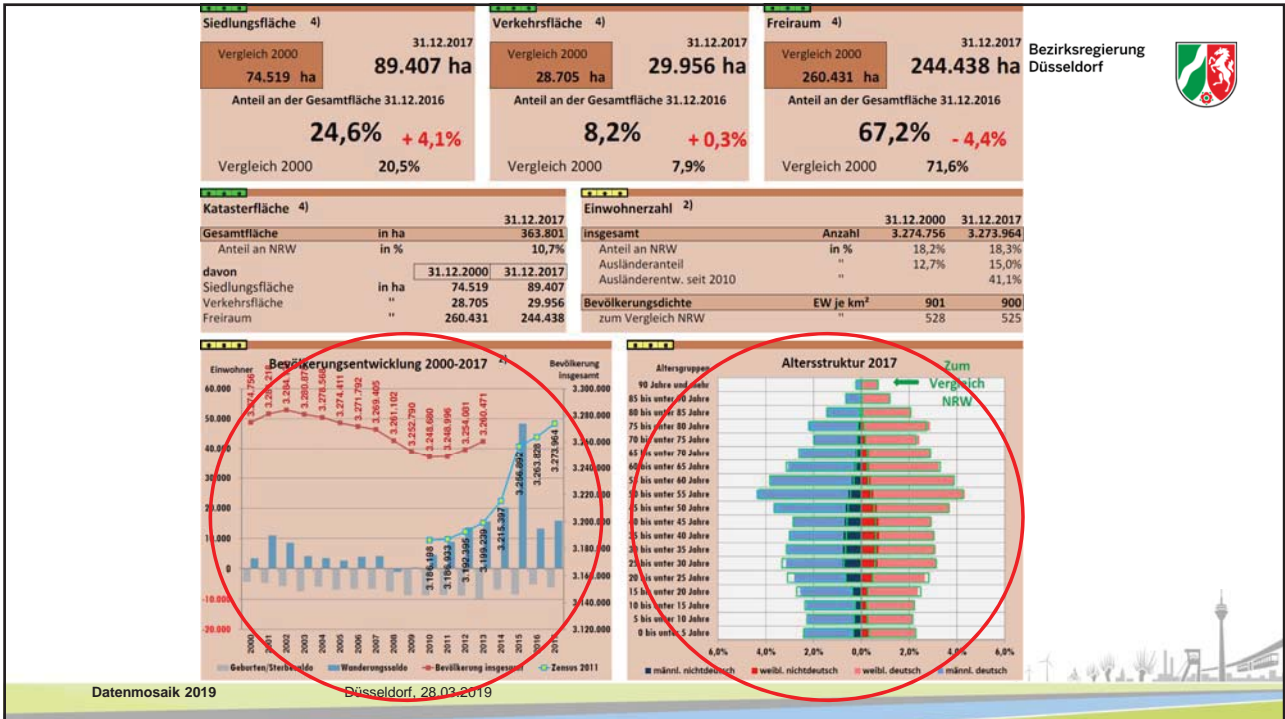 Siedlungsfläche 4)
31.12.2017
Vergleich 2000
74.519 ha
89.407 ha
Anteil an der Gesamtfläche 31.12.2016
24,6% + 4,1%
Vergleich 2000 20,5%
Verkehrsfläche 4)
31.12.2017
Vergleich 2000
28.705 ha
29.956 ha
Anteil an der Gesamtfläche 31.12.2016
8,2% + 0,3%
Vergleich 2000 7,9%
Freiraum 4)
31.12.2017
Vergleich 2000
260.431 ha
244.438 ha
Anteil an der Gesamtfläche 31.12.2016
67,2% - 4,4%
Vergleich 2000 71,6%
Bezirksregierung
Düsseldorf
Katasterfläche 4)
31.12.2017
Gesamtfläche in ha 363.801
Anteil an NRW in % 10,7%
davon 31.12.2000 31.12.2017
Siedlungsfläche in ha 74.519 89.407
Verkehrsfläche " 28.705 29.956
Freiraum " 260.431 244.438
Einwohnerzahl 2)
31.12.2000 31.12.2017
insgesamt Anzahl 3.274.756 3.273.964
Anteil an NRW in % 18,2% 18,3%
Ausländeranteil " 12,7% 15,0%
Ausländerentw. seit 2010 " 41,1%
Bevölkerungsdichte EW je km² 901 900
zum Vergleich NRW " 528 525
Bevölkerungsentwicklung 2000-2017 2)
Einwohner
Bevölkerung
insgesamt
60.000
50.000
40.000
30.000
20.000
10.000
0
-10.000
-20.000
3.300.000
3.280.000
3.260.000
3.240.000
3.220.000
3.200.000
3.180.000
3.160.000
3.140.000
3.120.000
3.274.756
3.278.568
3.274.411
3.271.792
3.269.405
3.261.102
3.252.790
3.248.680
3.248.996
3.254.081
3.260.471
3.186.198
3.186.933
3.192.395
3.199.239
3.215.397
3.256.892
3.263.828
3.273.964
2000 2001 2002 2003 2004 2005 2006 2007 2008 2009 2010 2011 2012 2013 2014 2015 2016 2017
Geburten/Sterbesaldo Wanderungssaldo Bevölkerung insgesamt Zensus 2011
Altersstruktur 2017
Altersgruppen
Zum
Vergleich
NRW
90 Jahre und mehr
85 bis unter 90 Jahre
80 bis unter 85 Jahre
75 bis unter 80 Jahre
70 bis unter 75 Jahre
65 bis unter 70 Jahre
60 bis unter 65 Jahre
55 bis unter 60 Jahre
50 bis unter 55 Jahre
45 bis unter 50 Jahre
40 bis unter 45 Jahre
35 bis unter 40 Jahre
30 bis unter 35 Jahre
25 bis unter 30 Jahre
20 bis unter 25 Jahre
15 bis unter 20 Jahre
10 bis unter 15 Jahre
5 bis unter 10 Jahre
0 bis unter 5 Jahre
6,0% 4,0% 2,0% 0,0% 2,0% 4,0% 6,0%
männl. nichtdeutsch weibl. nichtdeutsch weibl. deutsch männl. deutsch
Datenmosaik 2019 Düsseldorf, 28.03.2019